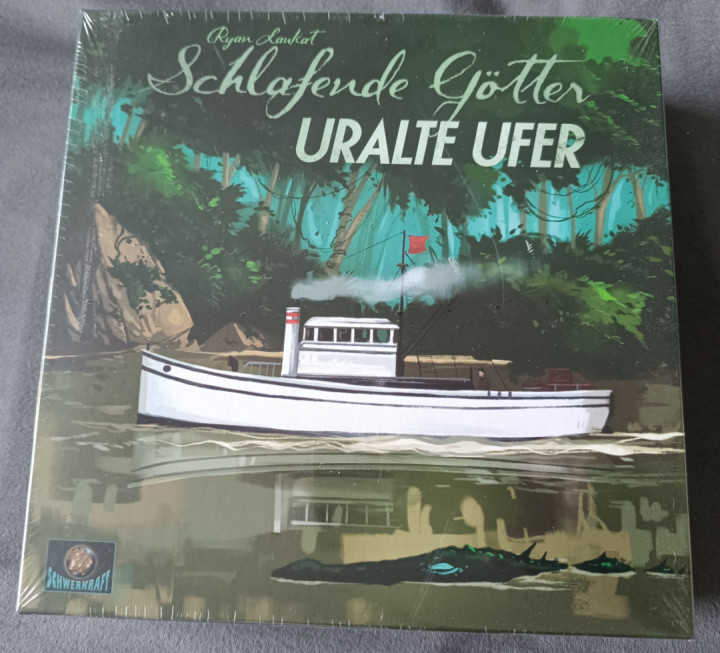 Ryan Laukat
Schlafende Götter
URALTE UFER
SCHWERKRAFT